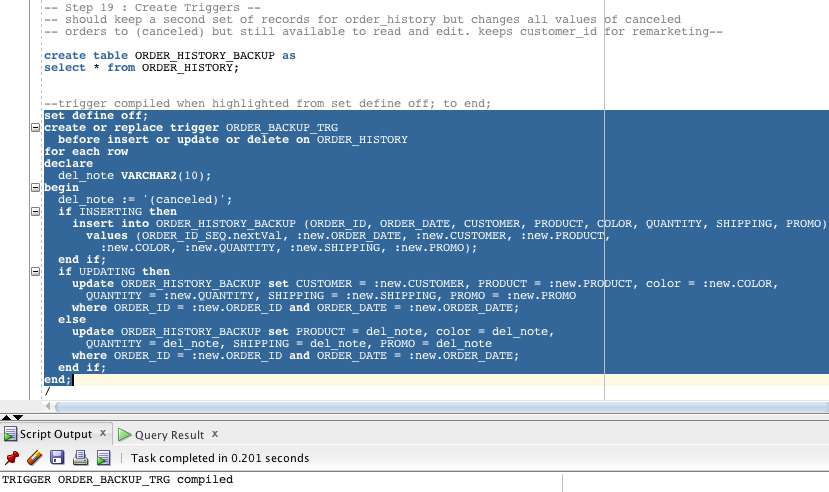 -- Step 19 : Create Triggers --
-- should keep a second set of records for order_history but changes all values of canceled
-- orders to (canceled) but still available to read and edit. keeps customer_id for remarketing--
create table ORDER_HISTORY_BACKUP as
select * from ORDER_HISTORY;
--trigger compiled when highlighted from set define off; to end;
set define off;
create or replace trigger ORDER_BACKUP_TRG
before insert or update or delete on ORDER_HISTORY
for each row
declare
del_note VARCHAR2(10);
begin
del_note := '(canceled)';
if INSERTING then
insert into ORDER_HISTORY_BACKUP (ORDER_ID, ORDER_DATE, CUSTOMER, PRODUCT, COLOR, QUANTITY, SHIPPING, PROMO)
values (ORDER_ID_SEQ.nextVal, :new.ORDER_DATE, :new.CUSTOMER, :new.PRODUCT,
:new.COLOR, :new.QUANTITY, :new.SHIPPING, :new.PROMO);
end if;
if UPDATING then
update ORDER_HISTORY_BACKUP set CUSTOMER = :new.CUSTOMER, PRODUCT = :new.PRODUCT, color = :new.COLOR,
QUANTITY = :new.QUANTITY, SHIPPING = :new.SHIPPING, PROMO = :new.PROMO
where ORDER_ID = :new.ORDER_ID and ORDER_DATE = :new.ORDER_DATE;
else
update ORDER_HISTORY_BACKUP set PRODUCT = del_note, color = del_note,
QUANTITY = del_note, SHIPPING = del_note, PROMO = del_note
where ORDER_ID = :new.ORDER_ID and ORDER_DATE = :new.ORDER_DATE;
end if;
end;
/
Script Output x Query Result x
Task completed in 0.201 seconds
TRIGGER ORDER_BACKUP_TRG compiled